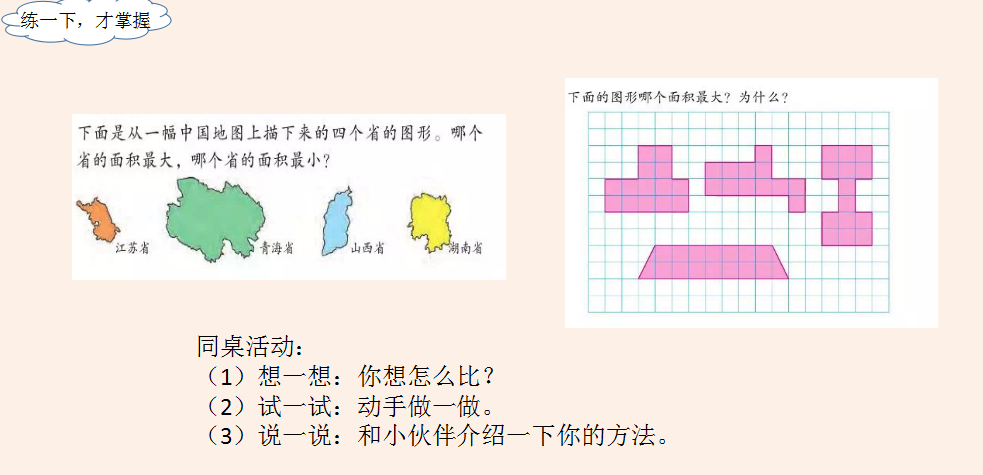 练一下，才掌握
下面是从一幅中国地图上描下来的四个省的图形。哪个
省的面积最大，哪个省的面积最小？
江苏省
青海省
山西省
湖南省
下面的图形哪个面积最大？为什么？
同桌活动：
（1）想一想：你想怎么比？
（2）试一试：动手做一做。
（3）说一说：和小伙伴介绍一下你的方法。